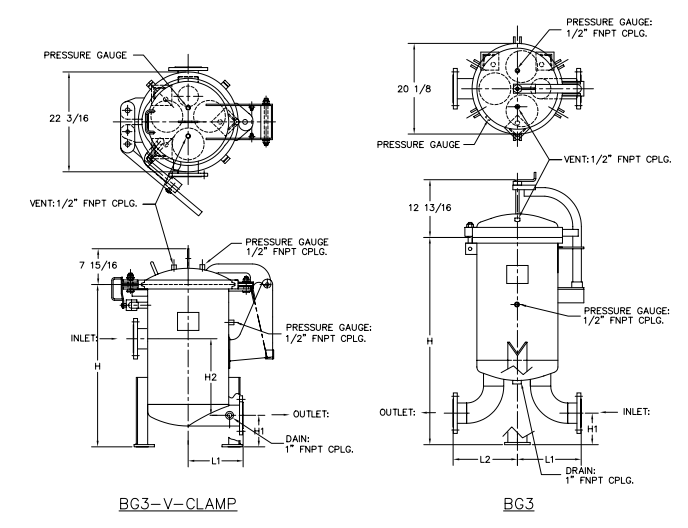 PRESSURE GAUGE
22 3/16
VENT:1/2" FNPT CPLG.
PRESSURE GAUGE
1/2" FNPT CPLG.
7 15/16
PRESSURE GAUGE:
1/2" FNPT CPLG.
INLET:
H
H2
OUTLET:
H1
DAIN:
1" FNPT CPLG.
L1
BG3-V-CLAMP
PRESSURE GAUGE:
1/2" FNPT CPLG.
20 1/8
PRESSURE GAUGE
VENT:1/2" FNPT CPLG.
12 13/16
PRESSURE GAUGE:
1/2" FNPT CPLG.
H
OUTLET:
INLET:
H1
L2
L1
DRAIN:
1" FNPT CPLG.
BG3